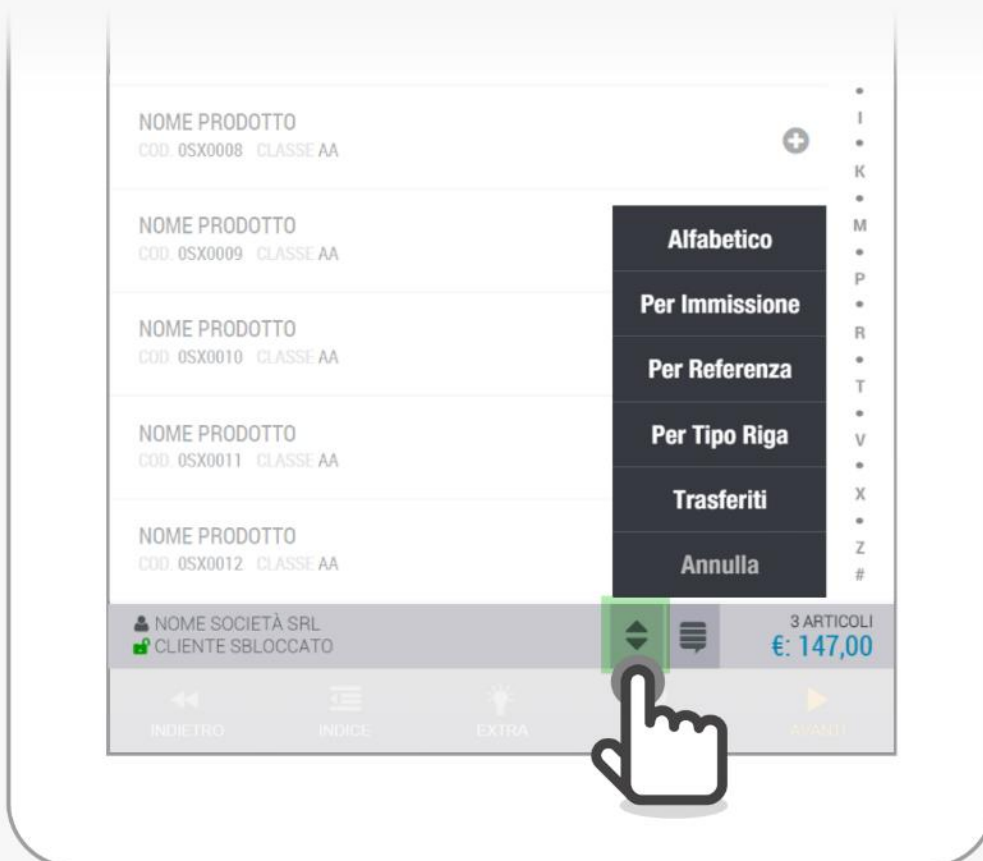 NOME PRODOTTO
COD. 0SX0008 CLASSE AA
NOME PRODOTTO
COD. 0SX0009 CLASSE AA
NOME PRODOTTO
COD. 0SX0010 CLASSE AA
NOME PRODOTTO
COD. 0SX0011 CLASSE AA
NOME PRODOTTO
COD. 0SX0012 CLASSE AA
Alfabetico
Per Immissione
Per Referenza
Per Tipo Riga
Trasferiti
Annulla
I
K
M
P
R
T
V
X
Z
#
NOME SOCIETÀ SRL
CLIENTE SBLOCCATO
3 ARTICOLI
€: 147,00
INDIETRO INDICE EXTRA AVANTI